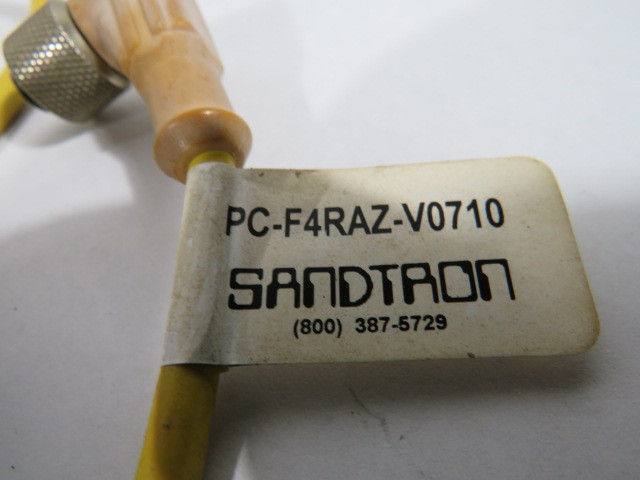 PC-F4RAZ-V0710
SANDTRON
(800) 387-5729